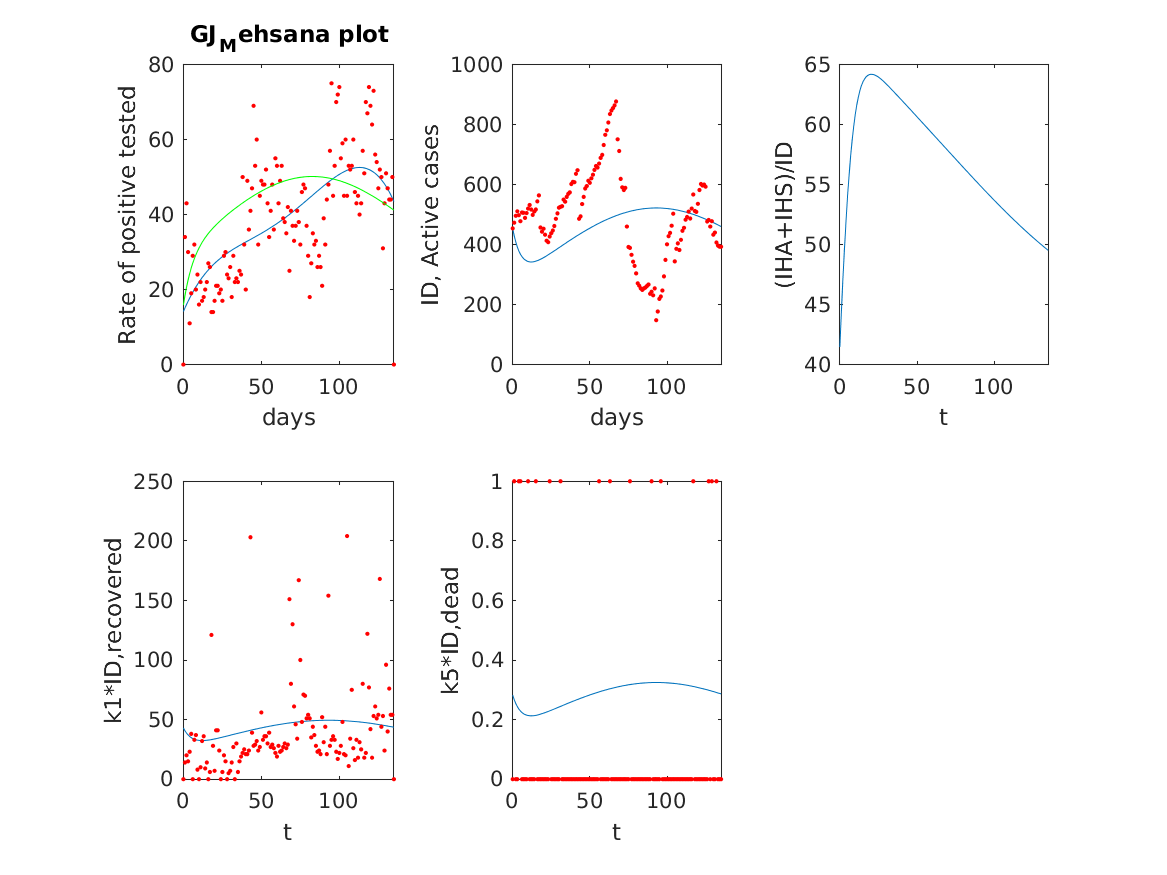 GJMehsana plot
80
60
40
20
0
0 50 100
Rate of positive tested
days
1000
800
600
400
200
0
0 50 100
ID, Active cases
days
65
60
55
50
45
40
0 50 100
(IHA+IHS)/ID
t
250
200
150
100
50
0
0 50 100
k1*ID,recovered
t
1
0.8
0.6
0.4
0.2
0
0 50 100
k5*ID,dead
t